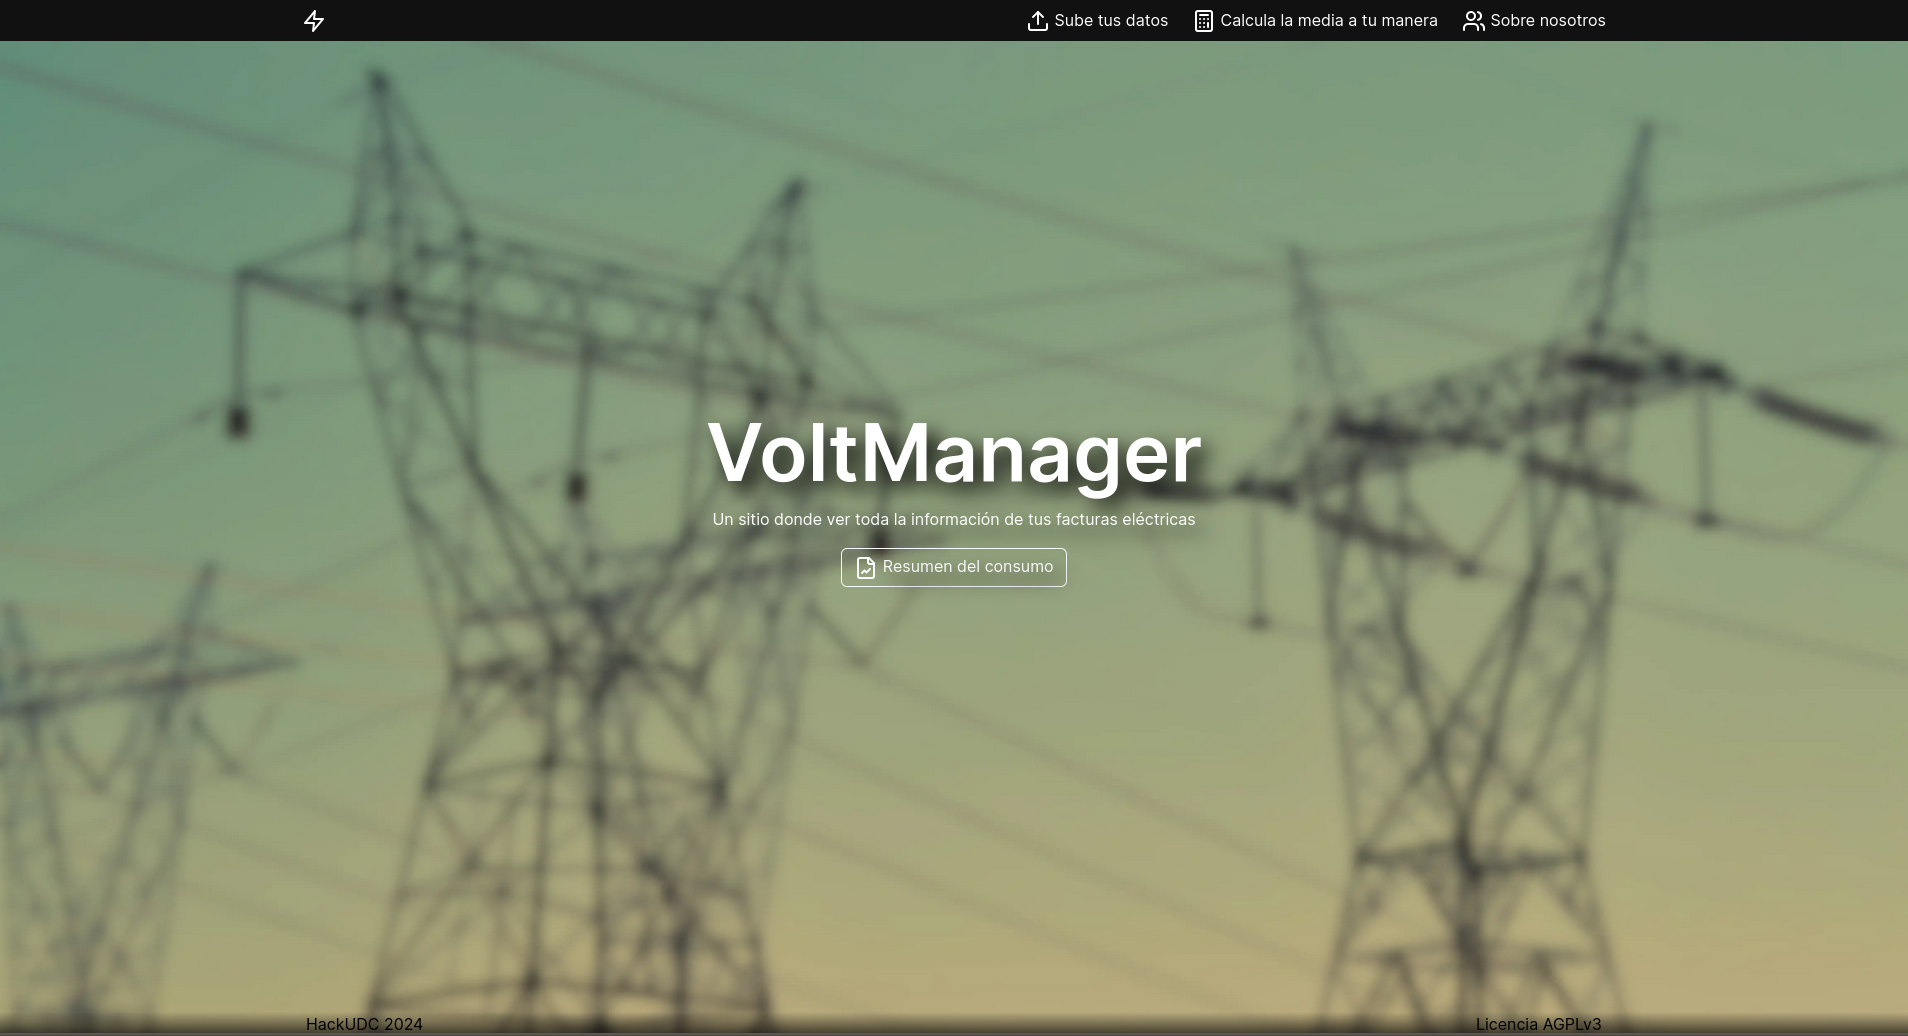 Sube tus datos
Calcula la media a tu manera
Sobre nosotros
VoltManager
Un sitio donde ver toda la información de tus facturas eléctricas
Resumen del consumo
HackUDC 2024
Licencia AGPLv3